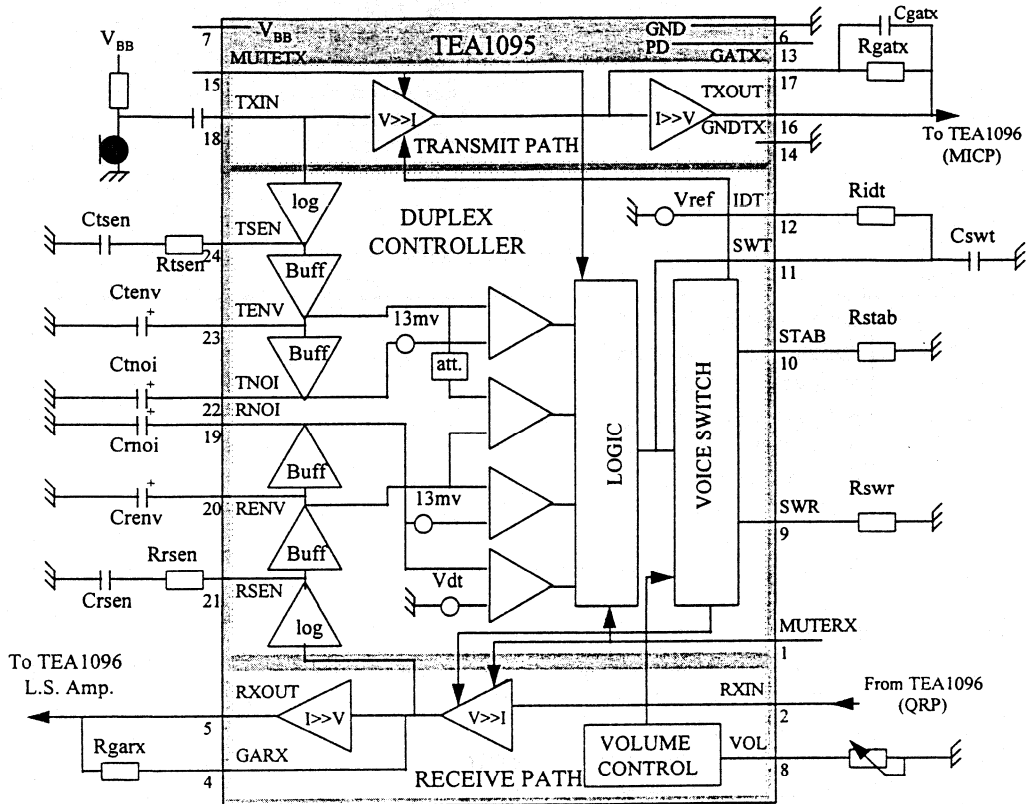 V_BB
7
V_BB
TEA1095
GND
6
PD
13
Cgatx
Rgatx
MUTETX
15
GATX
17
TXIN
18
V>>I
I>>V
TXOUT
16
GNDTX
14
TRANSMIT PATH
To TEA1096
(MICP)
log
DUPLEX
CONTROLLER
Vref
IDT
12
Ridt
Ctsen
Rtsen
TSEN
24
SWT
11
Cswt
Buff
Ctenv
+
TENV
23
13mv
att.
Buff
STAB
10
Rstab
Ctnoi
+
TNOI
22
RNOI
19
Crnoi
+
LOGIC
VOICE SWITCH
Buff
Crenv
+
20
RENV
13mv
SWR
9
Rswr
Rrsen
Crsen
21
RSEN
Buff
Vdt
log
MUTERX
1
To TEA1096
L.S. Amp.
RXOUT
5
I>>V
V>>I
RXIN
2
From TEA1096
(QRP)
Rgarx
GARX
4
RECEIVE PATH
VOLUME
CONTROL
VOL
8